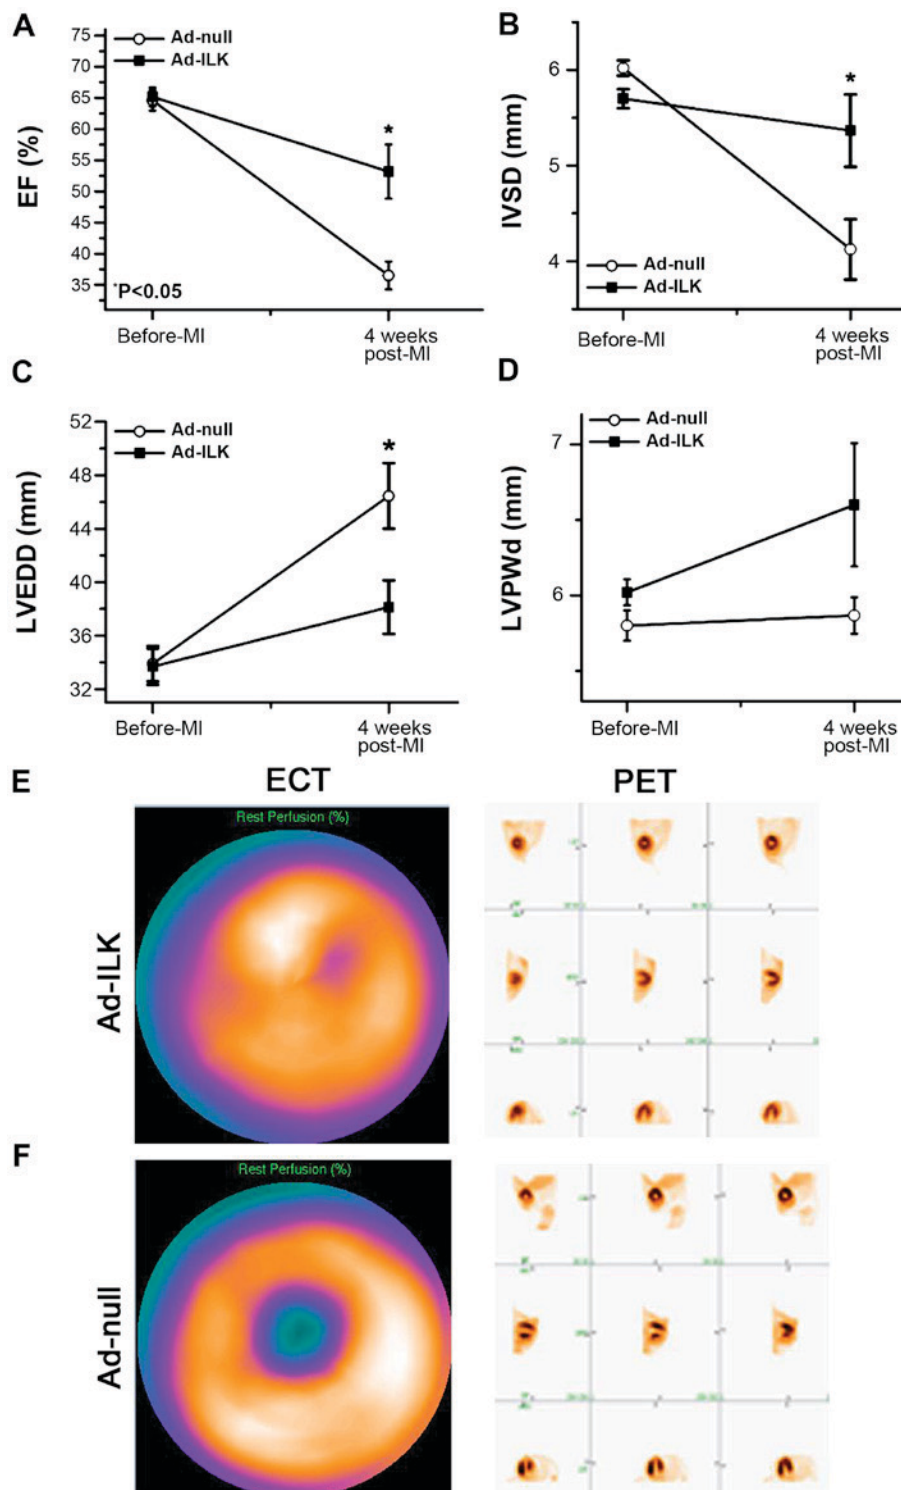 A
Ad-null
Ad-ILK
EF (%)
75
70
65
60
55
50
45
40
35
*
*P<0.05
Before-MI
4 weeks
post-MI
B
IVSD (mm)
6
5
4
*
Ad-null
Ad-ILK
Before-MI
4 weeks
post-MI
C
Ad-null
Ad-ILK
LVEDD (mm)
52
48
44
40
36
32
*
Before-MI
4 weeks
post-MI
D
Ad-null
Ad-ILK
LVPWd (mm)
7
6
Before-MI
4 weeks
post-MI
E
ECT
PET
Ad-ILK
Rest Perfusion (%)
F
Ad-null
Rest Perfusion (%)